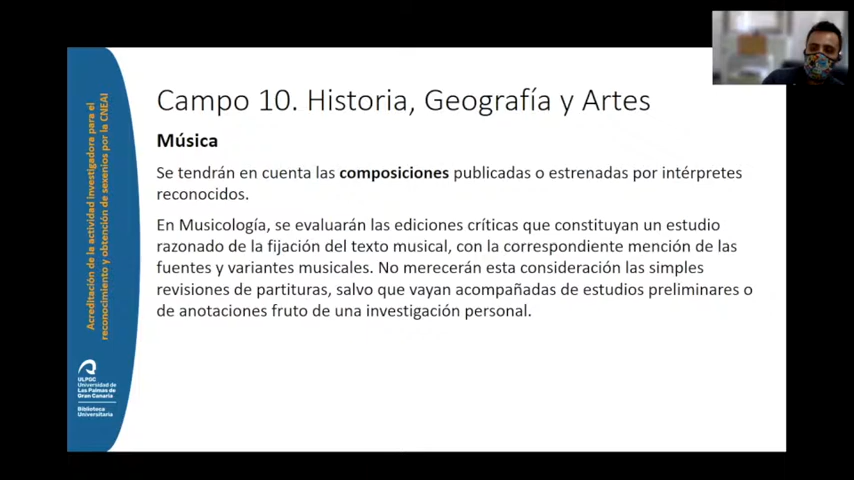 Campo 10. Historia, Geografía y Artes
Música
Se tendrán en cuenta las composiciones publicadas o estrenadas por intérpretes
reconocidos.
En Musicología, se evaluarán las ediciones críticas que constituyan un estudio
razonado de la fijación del texto musical, con la correspondiente mención de las
fuentes y variantes musicales. No merecerán esta consideración las simples
revisiones de partituras, salvo que vayan acompañadas de estudios preliminares o
de anotaciones fruto de una investigación personal.
Acreditación de la actividad investigadora para el
reconocimiento y obtención de sexenios por la CNEAI
ULPGC
Universidad de
Las Palmas de
Gran Canaria
Biblioteca
Universitaria